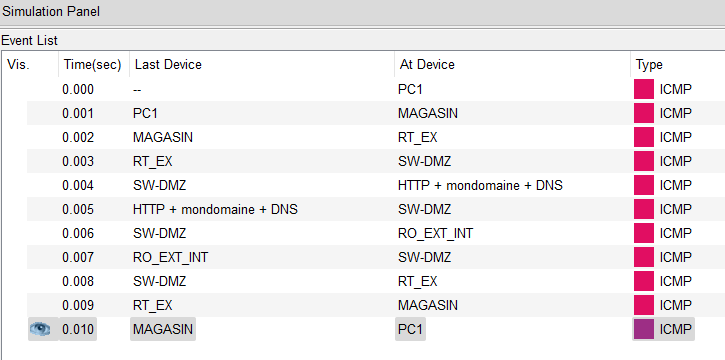 Simulation Panel
Event List
Vis. Time(sec) Last Device At Device Type
0.000 -- PC1 ICMP
0.001 PC1 MAGASIN ICMP
0.002 MAGASIN RT_EX ICMP
0.003 RT_EX SW-DMZ ICMP
0.004 SW-DMZ HTTP + mondomaine + DNS ICMP
0.005 HTTP + mondomaine + DNS SW-DMZ ICMP
0.006 SW-DMZ RO_EXT_INT ICMP
0.007 RO_EXT_INT SW-DMZ ICMP
0.008 SW-DMZ RT_EX ICMP
0.009 RT_EX MAGASIN ICMP
0.010 MAGASIN PC1 ICMP